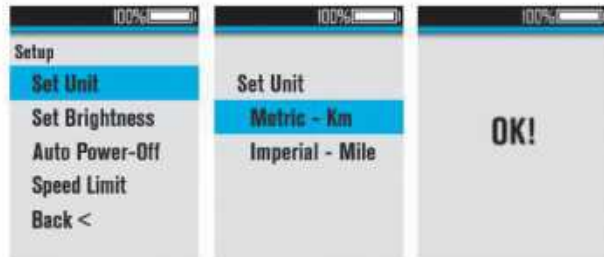 100%
Setup
Set Unit
Set Brightness
Auto Power-Off
Speed Limit
Back <
100%
Set Unit
Metric - Km
Imperial - Mile
100%
OK!